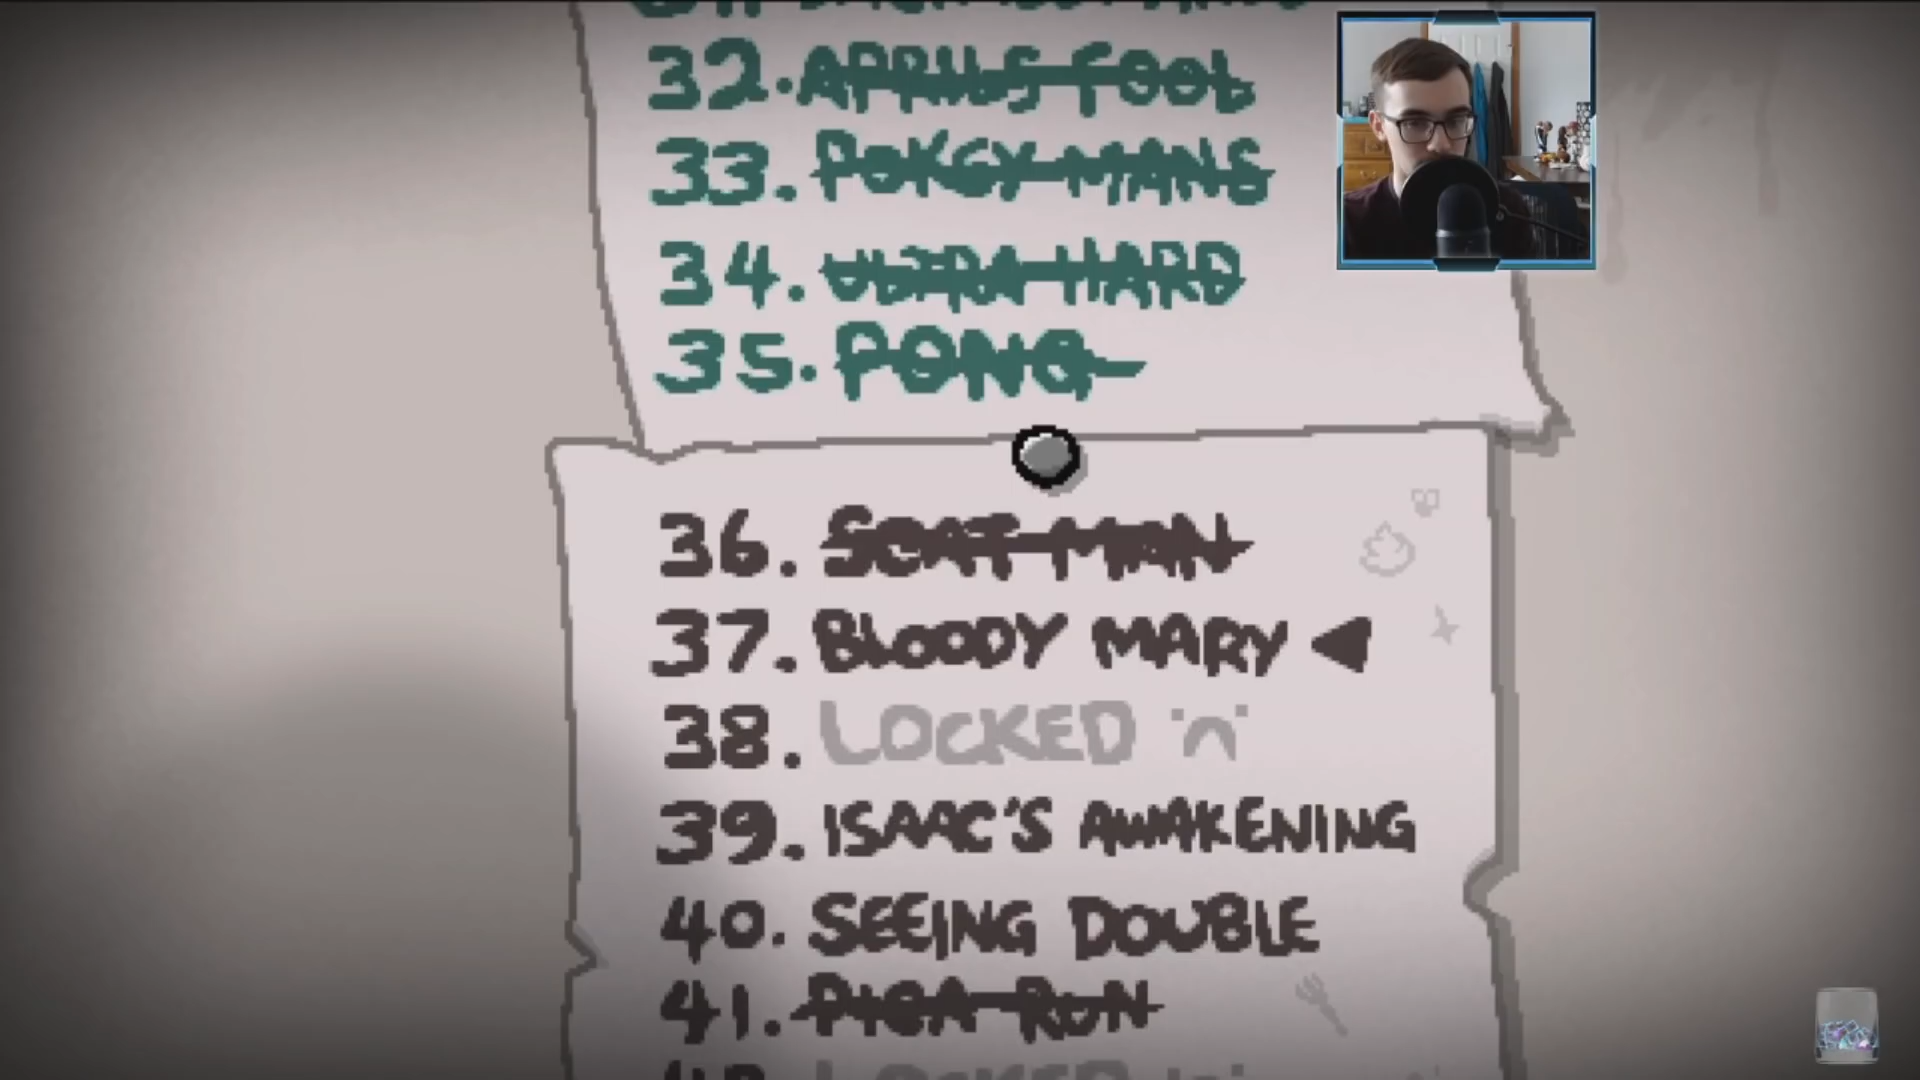 32. APRIL'S FOOL
33. POKEY MANS
34. ULTRA HARD
35. PONG
36. SCAT MAN
37. BLOODY MARY
38. LOCKED
39. ISAAC'S AWAKENING
40. SEEING DOUBLE
41. PICA RUN
LOCKED